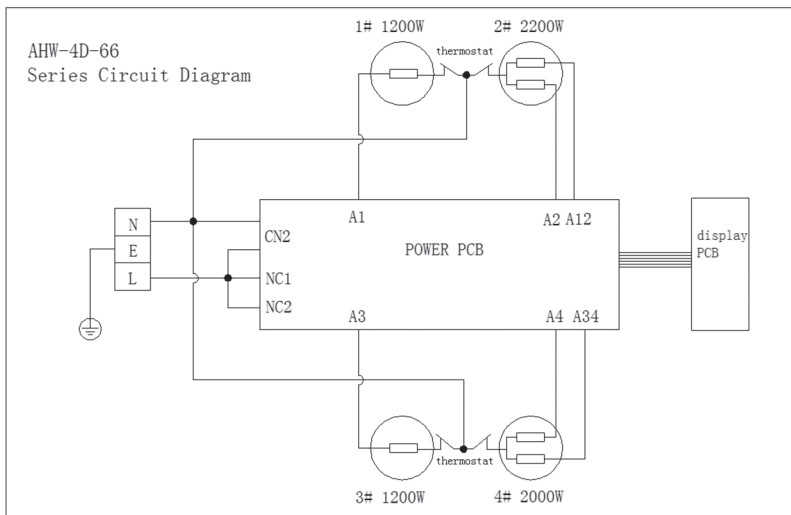 1# 1200W
2# 2200W
AHW-4D-66
Series Circuit Diagram
thermostat
N
E
L
CN2
NC1
NC2
A1
A2 A12
POWER PCB
A3
A4 A34
display
PCB
thermostat
3# 1200W
4# 2000W